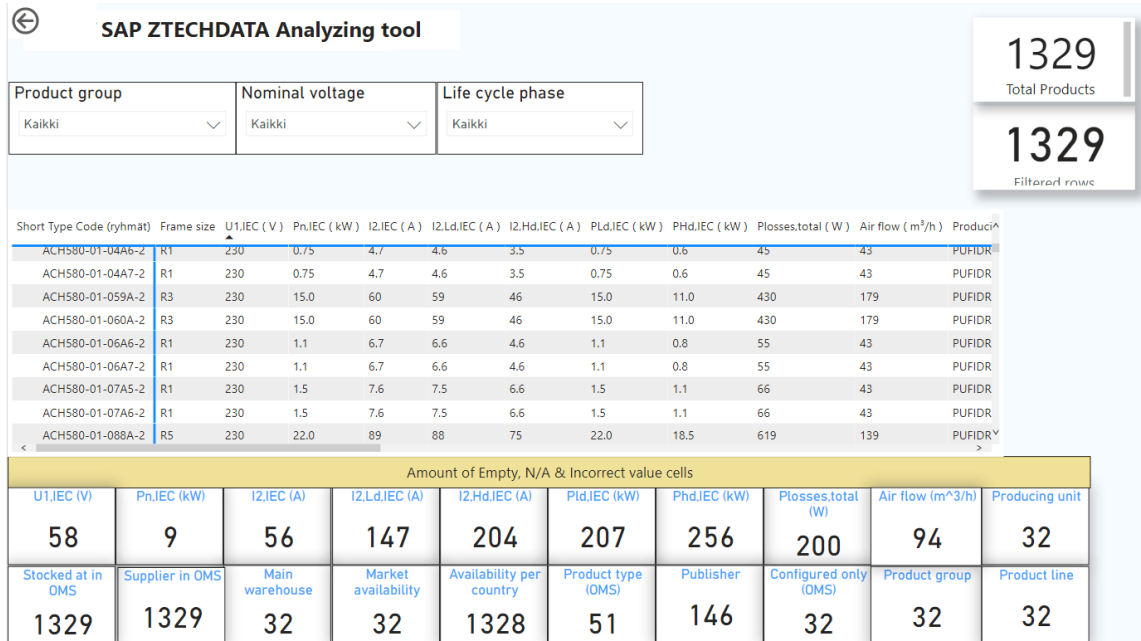 SAP ZTECHDATA Analyzing tool
1329
Total Products
1329
Filtered rows
Product group
Nominal voltage
Life cycle phase
Kaikki
Kaikki
Kaikki
Short Type Code (ryhmät) Frame size U1,IEC ( V ) Pn,IEC ( kW ) I2,IEC ( A ) I2,Ld,IEC ( A ) I2,Hd,IEC ( A ) PLd,IEC ( kW ) PHd,IEC ( kW ) Plosses,total ( W ) Air flow ( m³/h ) Produci
ACH580-01-04A6-2 R1 230 0.75 4.7 4.6 3.5 0.75 0.6 45 43 PUFIDR
ACH580-01-04A7-2 R1 230 0.75 4.7 4.6 3.5 0.75 0.6 45 43 PUFIDR
ACH580-01-059A-2 R3 230 15.0 60 59 46 15.0 11.0 430 179 PUFIDR
ACH580-01-060A-2 R3 230 15.0 60 59 46 15.0 11.0 430 179 PUFIDR
ACH580-01-06A6-2 R1 230 1.1 6.7 6.6 4.6 1.1 0.8 55 43 PUFIDR
ACH580-01-06A7-2 R1 230 1.1 6.7 6.6 4.6 1.1 0.8 55 43 PUFIDR
ACH580-01-07A5-2 R1 230 1.5 7.6 7.5 6.6 1.5 1.1 66 43 PUFIDR
ACH580-01-07A6-2 R1 230 1.5 7.6 7.5 6.6 1.5 1.1 66 43 PUFIDR
ACH580-01-088A-2 R5 230 22.0 89 88 75 22.0 18.5 619 139 PUFIDR
Amount of Empty, N/A & Incorrect value cells
U1,IEC (V) Pn,IEC (kW) I2,IEC (A) I2,Ld,IEC (A) I2,Hd,IEC (A) Pld,IEC (kW) Phd,IEC (kW) Plosses,total (W) Air flow (m^3/h) Producing unit
58 9 56 147 204 207 256 200 94 32
Stocked at in OMS Supplier in OMS Main warehouse Market availability Availability per country Product type (OMS) Publisher Configured only (OMS) Product group Product line
1329 1329 32 32 1328 51 146 32 32 32